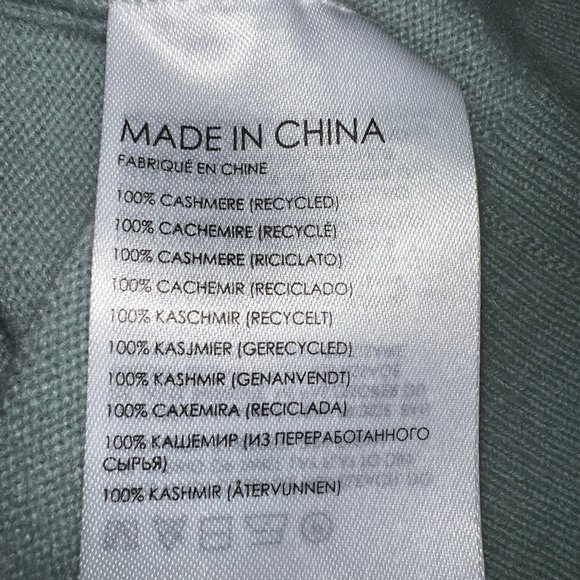 MADE IN CHINA
FABRIQUÉ EN CHINE
100% CASHMERE (RECYCLED)
100% CACHEMIRE (RECYCLÉ)
100% CASHMERE (RICICLATO)
100% CACHEMIR (RECICLADO)
100% KASCHMIR (RECYCELT)
100% KASJMIER (GERECYCLED)
100% KASHMIR (GENANVENDT)
100% CAXEMIRA (RECICLADA)
100% КАШЕМИР (ИЗ ПЕРЕРАБОТАННОГО
СЫРЬЯ)
100% KASHMIR (ÅTERVUNNEN)